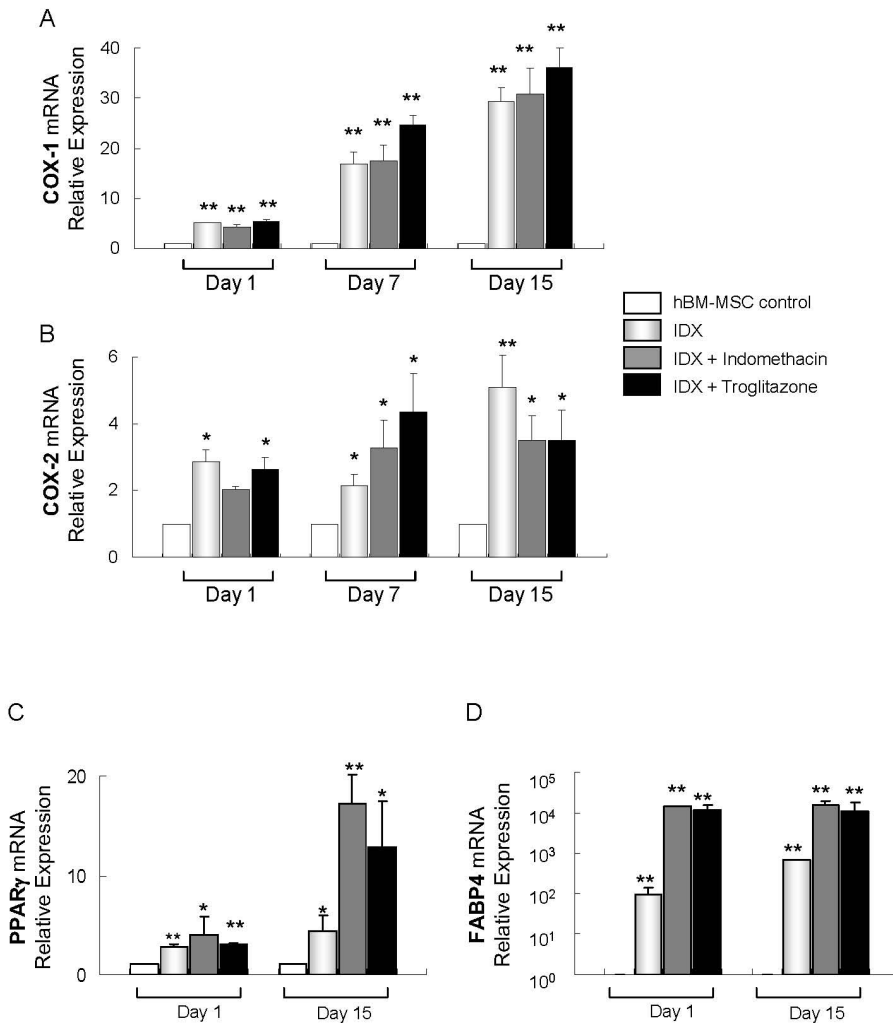 A
COX-1 mRNA
Relative Expression
40
30
20
10
0
** ** **
** ** **
** ** **
Day 1 Day 7 Day 15
hBM-MSC control
IDX
IDX + Indomethacin
IDX + Troglitazone
B
COX-2 mRNA
Relative Expression
6
4
2
0
* *
* * *
** * *
Day 1 Day 7 Day 15
C
PPARγ mRNA
Relative Expression
20
10
0
** * **
* ** *
Day 1 Day 15
D
FABP4 mRNA
Relative Expression
10⁵
10⁴
10³
10²
10¹
10⁰
** ** **
** ** **
Day 1 Day 15